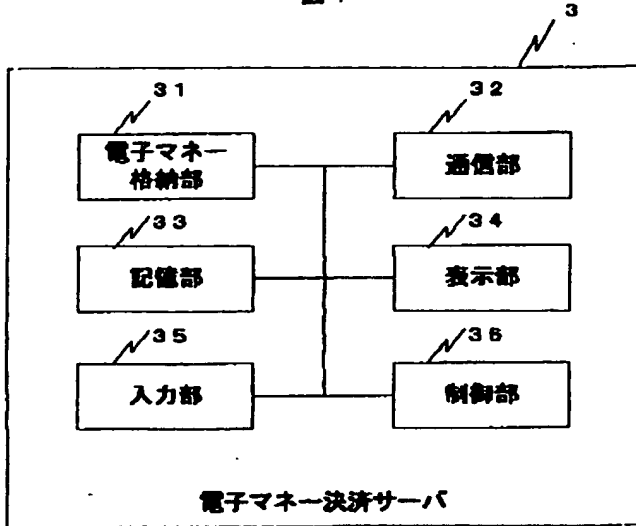 3
31
電子マネー
格納部
32
通信部
33
記憶部
34
表示部
35
入力部
36
制御部
電子マネー決済サーバ